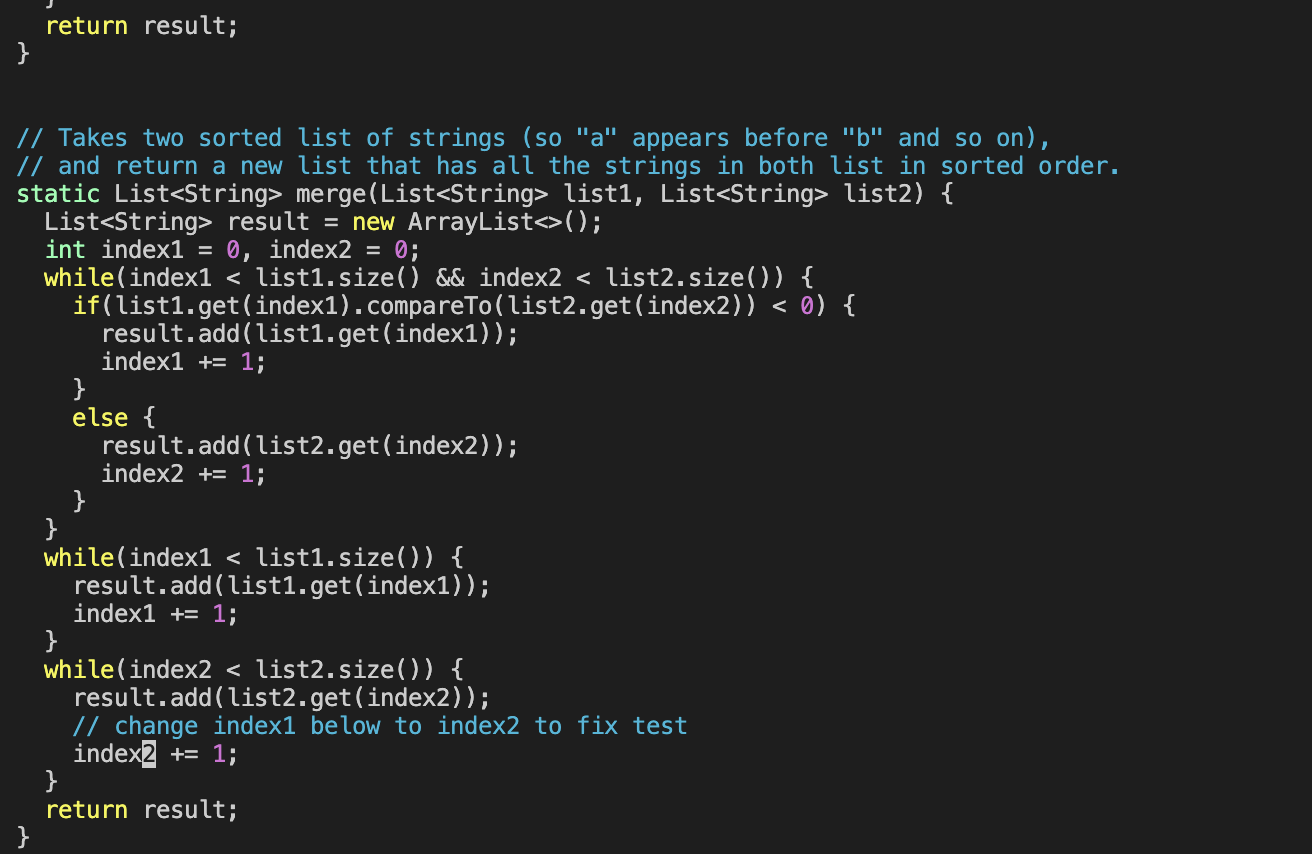 }
return result;
}
// Takes two sorted list of strings (so "a" appears before "b" and so on),
// and return a new list that has all the strings in both list in sorted order.
static List<String> merge(List<String> list1, List<String> list2) {
List<String> result = new ArrayList<>();
int index1 = 0, index2 = 0;
while(index1 < list1.size() && index2 < list2.size()) {
if(list1.get(index1).compareTo(list2.get(index2)) < 0) {
result.add(list1.get(index1));
index1 += 1;
}
else {
result.add(list2.get(index2));
index2 += 1;
}
}
while(index1 < list1.size()) {
result.add(list1.get(index1));
index1 += 1;
}
while(index2 < list2.size()) {
result.add(list2.get(index2));
// change index1 below to index2 to fix test
index2 += 1;
}
return result;
}